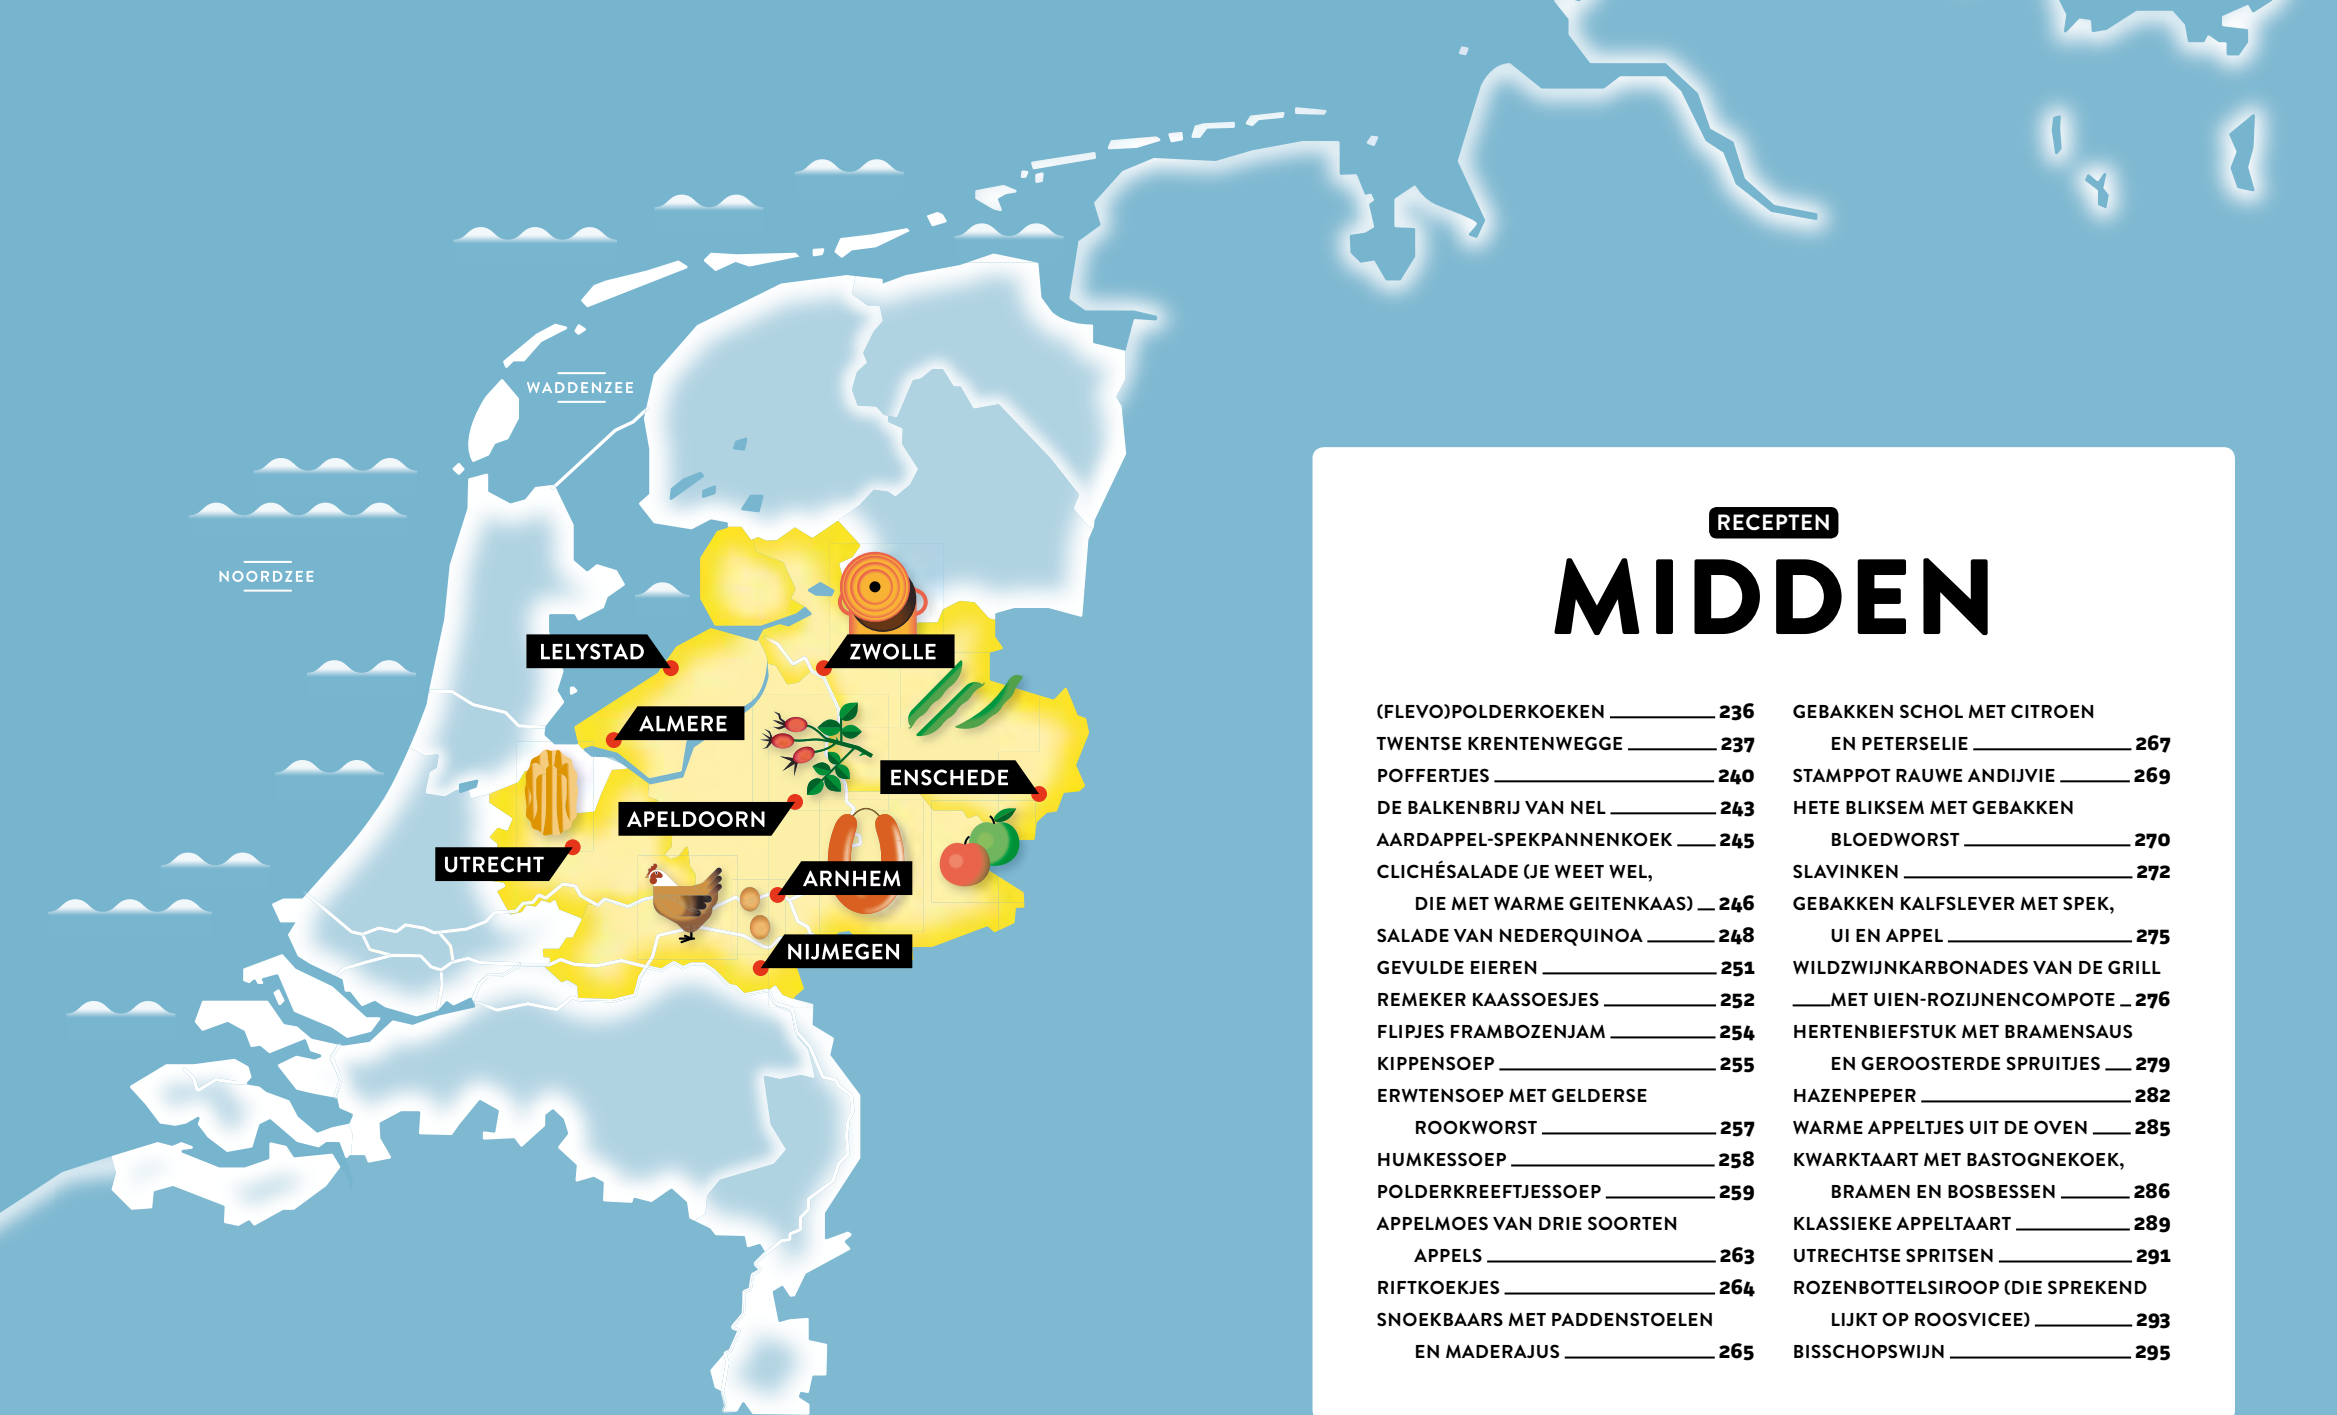 WADDENZEE
NOORDZEE
LELYSTAD
ZWOLLE
ALMERE
ENSCHEDE
APELDOORN
UTRECHT
ARNHEM
NIJMEGEN
RECEPTEN
MIDDEN
(FLEVO)POLDERKOEKEN 236
TWENTSE KRENTENWEGGE 237
POFFERTJES 240
DE BALKENBRIJ VAN NEL 243
AARDAPPEL-SPEKPANNENKOEK 245
CLICHÉSALADE (JE WEET WEL,
DIE MET WARME GEITENKAAS) 246
SALADE VAN NEDERQUINOA 248
GEVULDE EIEREN 251
REMEKER KAASSOESJES 252
FLIPJES FRAMBOZENJAM 254
KIPPENSOEP 255
ERWTENSOEP MET GELDERSE
ROOKWORST 257
HUMKESSOEP 258
POLDERKREEFTJESSOEP 259
APPELMOES VAN DRIE SOORTEN
APPELS 263
RIFTKOEKJES 264
SNOEKBAARS MET PADDENSTOELEN
EN MADERAJUS 265
GEBAKKEN SCHOL MET CITROEN
EN PETERSELIE 267
STAMPPOT RAUWE ANDIJVIE 269
HETE BLIKSEM MET GEBAKKEN
BLOEDWORST 270
SLAVINKEN 272
GEBAKKEN KALFSLEVER MET SPEK,
UI EN APPEL 275
WILDZWIJNKARBONADES VAN DE GRILL
MET UIEN-ROZIJNENCOMPOTE 276
HERTENBIEFSTUK MET BRAMENSAUS
EN GEROOSTERDE SPRUITJES 279
HAZENPEPER 282
WARME APPELTJES UIT DE OVEN 285
KWARKTAART MET BASTOGNEKOEK,
BRAMEN EN BOSBESSEN 286
KLASSIEKE APPELTAART 289
UTRECHTSE SPRITSEN 291
ROZENBOTTELSIROOP (DIE SPREKEND
LIJKT OP ROOSVICEE) 293
BISSCHOPSWIJN 295